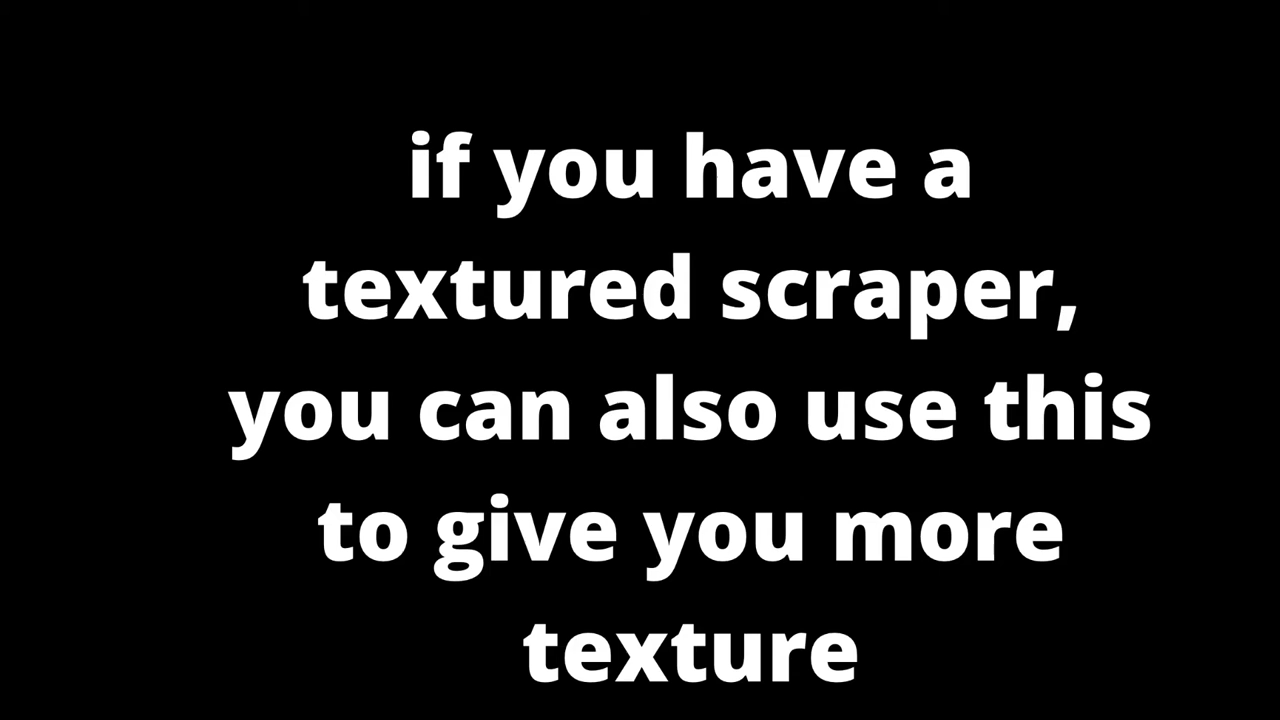 if you have a
textured scraper,
you can also use this
to give you more
texture